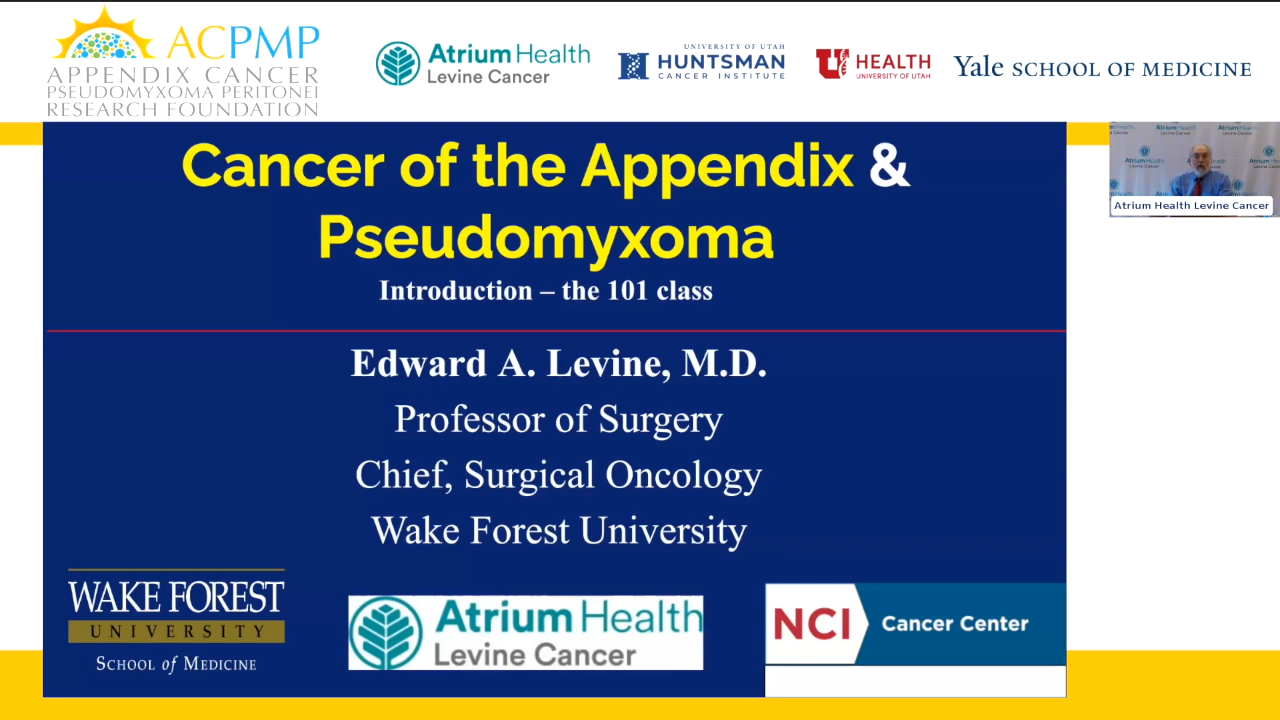 ACPMP
APPENDIX CANCER
PSEUDOMYXOMA PERITONEI
RESEARCH FOUNDATION
Atrium Health
Levine Cancer
UNIVERSITY OF UTAH
HUNTSMAN
CANCER INSTITUTE
U
HEALTH
UNIVERSITY OF UTAH
Yale SCHOOL OF MEDICINE
Cancer of the Appendix &
Pseudomyxoma
Introduction – the 101 class
Edward A. Levine, M.D.
Professor of Surgery
Chief, Surgical Oncology
Wake Forest University
WAKE FOREST
UNIVERSITY
SCHOOL of MEDICINE
Atrium Health
Levine Cancer
NCI Cancer Center
AtriumHealth
Levine Cancer
Atrium Health Levine Cancer